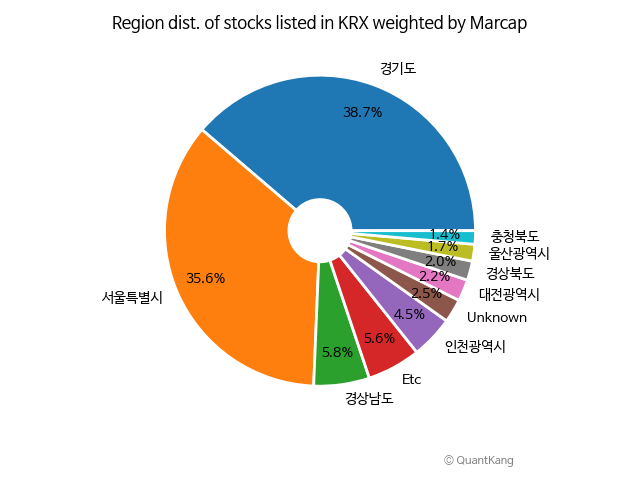 Region dist. of stocks listed in KRX weighted by Marcap
경기도
38.7%
서울특별시
35.6%
경상남도
5.8%
Etc
5.6%
인천광역시
4.5%
Unknown
2.5%
대전광역시
2.2%
경상북도
2.0%
울산광역시
1.7%
충청북도
1.4%
© QuantKang